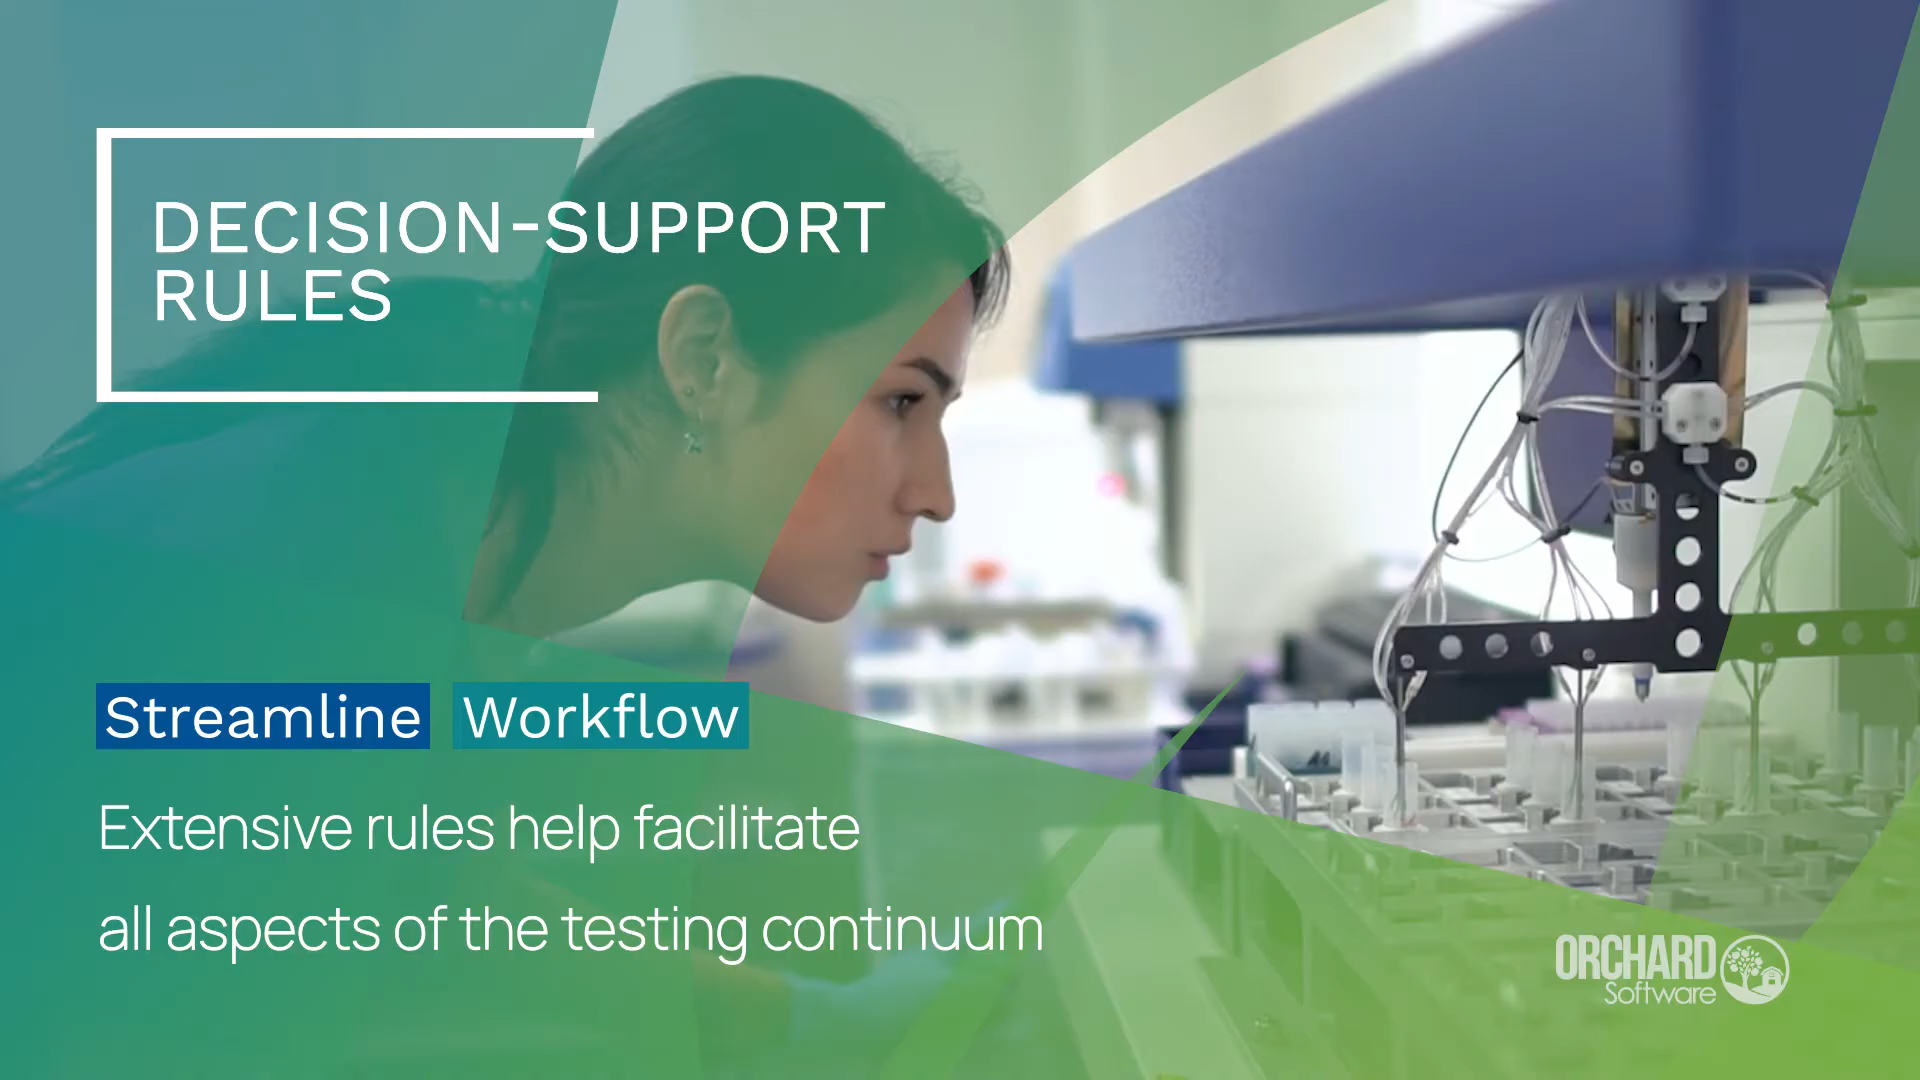 DECISION-SUPPORT
RULES
Streamline Workflow
Extensive rules help facilitate
all aspects of the testing continuum
ORCHARD
Software